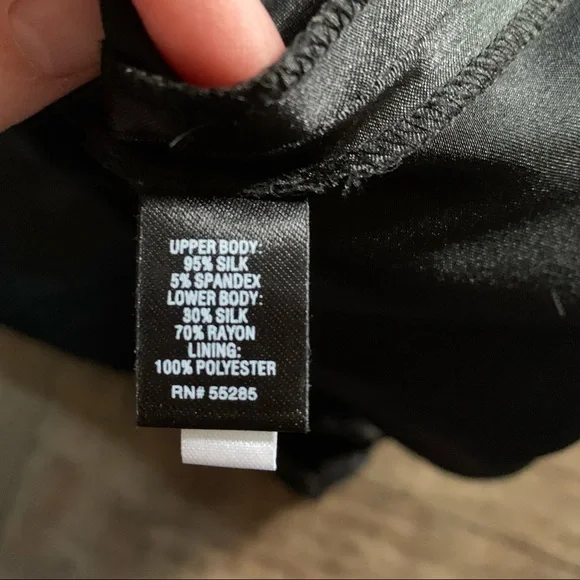 UPPER BODY:
95% SILK
5% SPANDEX
LOWER BODY:
30% SILK
70% RAYON
LINING:
100% POLYESTER
RN# 55285